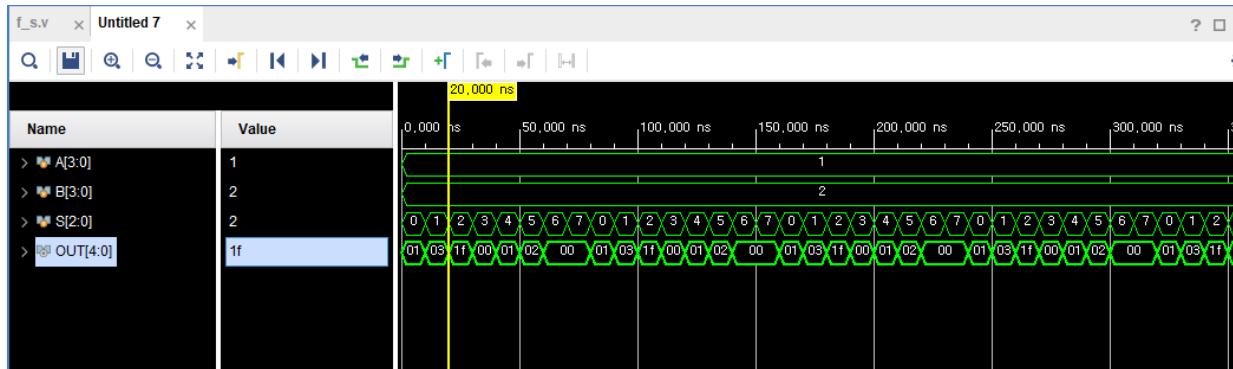 f_s.v × Untitled 7 × ?
20,000 ns
Name Value 0,000 ns 50,000 ns 100,000 ns 150,000 ns 200,000 ns 250,000 ns 300,000 ns
A[3:0] 1 1
B[3:0] 2 2
S[2:0] 2 0 1 2 3 4 5 6 7 0 1 2 3 4 5 6 7 0 1 2 3 4 5 6 7 0 1 2 3 4 5 6 7 0 1 2
OUT[4:0] 1f 01 03 1f 00 01 02 00 01 03 1f 00 01 02 00 01 03 1f 00 01 02 00 01 03 1f 00 01 02 00 01 03 1f